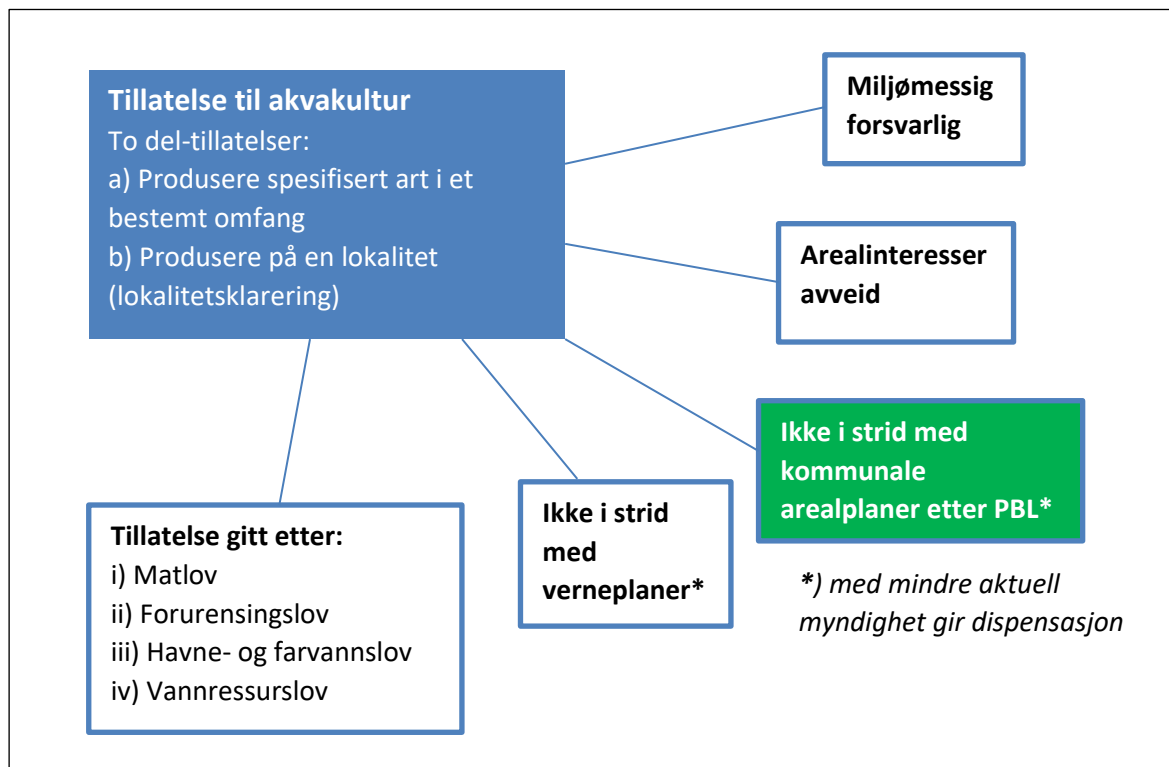 Tillatelse til akvakultur
To del-tillatelser:
a) Produsere spesifisert art i et
bestemt omfang
b) Produsere på en lokalitet
(lokalitetsklarering)
Miljømessig
forsvarlig
Arealinteresser
avveid
Ikke i strid med
kommunale
arealplaner etter PBL*
*) med mindre aktuell
myndighet gir dispensasjon
Ikke i strid
med
verneplaner*
Tillatelse gitt etter:
i) Matlov
ii) Forurensingslov
iii) Havne- og farvannslov
iv) Vannressurslov